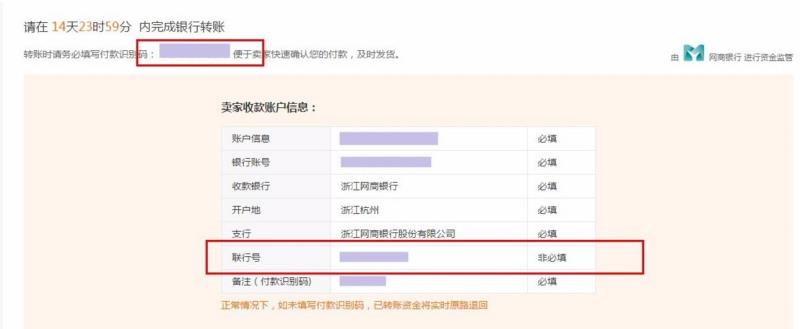 请在 14天23时59分 内完成银行转账
转账时请务必填写付款识别码： 便于卖家快速确认您的付款，及时发货。
由 网商银行 进行资金监管
卖家收款账户信息：
账户信息 必填
银行账号 必填
收款银行 浙江网商银行 必填
开户地 浙江杭州 必填
支行 浙江网商银行股份有限公司 必填
联行号 非必填
备注（付款识别码） 必填
正常情况下，如未填写付款识别码，已转账资金将实时原路退回